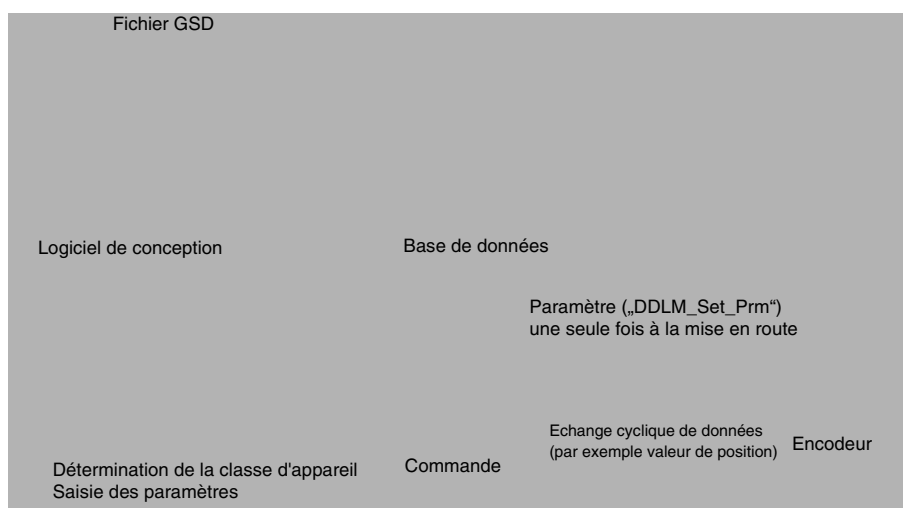 Fichier GSD
Logiciel de conception
Base de données
Paramètre („DDLM_Set_Prm“)
une seule fois à la mise en route
Echange cyclique de données
(par exemple valeur de position)
Encodeur
Commande
Détermination de la classe d'appareil
Saisie des paramètres